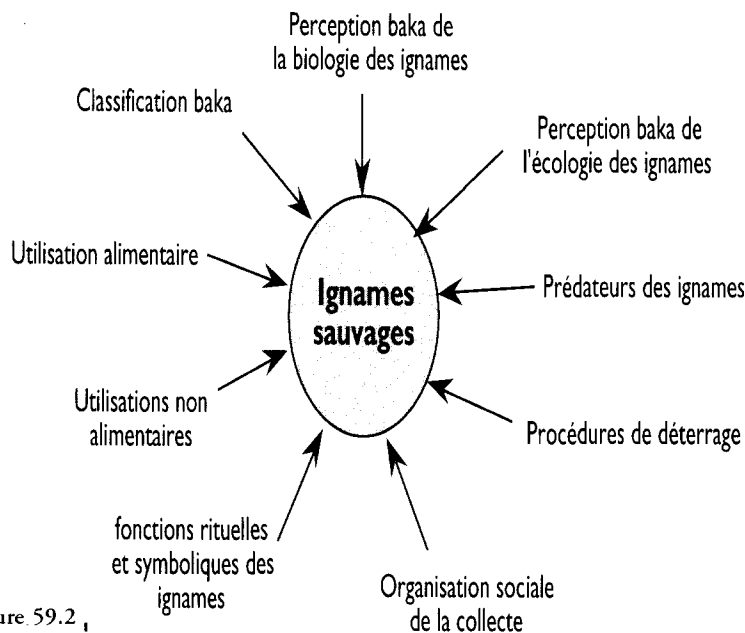 Perception baka de
la biologie des ignames
Classification baka
Perception baka de
l'écologie des ignames
Utilisation alimentaire
Ignames
sauvages
Prédateurs des ignames
Utilisations non
alimentaires
Procédures de déterrage
fonctions rituelles
et symboliques des
ignames
Organisation sociale
de la collecte
59.2